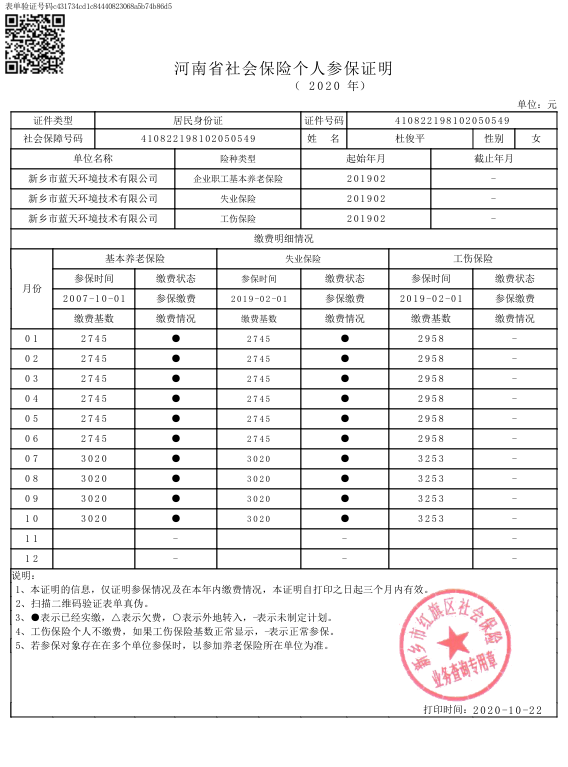 表单验证号码c431734cd1c84440823068a5b74b86d5
河南省社会保险个人参保证明
（ 2020 年）
单位：元
证件类型 居民身份证 证件号码 410822198102050549
社会保障号码 410822198102050549 姓 名 杜俊平 性别 女
单位名称 险种类型 起始年月 截止年月
新乡市蓝天环境技术有限公司 企业职工基本养老保险 201902 -
新乡市蓝天环境技术有限公司 失业保险 201902 -
新乡市蓝天环境技术有限公司 工伤保险 201902 -
缴费明细情况
月份 基本养老保险 失业保险 工伤保险
参保时间 缴费状态 参保时间 缴费状态 参保时间 缴费状态
2007-10-01 参保缴费 2019-02-01 参保缴费 2019-02-01 参保缴费
缴费基数 缴费情况 缴费基数 缴费情况 缴费基数 缴费情况
01 2745 ● 2745 ● 2958 -
02 2745 ● 2745 ● 2958 -
03 2745 ● 2745 ● 2958 -
04 2745 ● 2745 ● 2958 -
05 2745 ● 2745 ● 2958 -
06 2745 ● 2745 ● 2958 -
07 3020 ● 3020 ● 3253 -
08 3020 ● 3020 ● 3253 -
09 3020 ● 3020 ● 3253 -
10 3020 ● 3020 ● 3253 -
11 - - -
12 - - -
说明：
1、本证明的信息，仅证明参保情况及在本年内缴费情况，本证明自打印之日起三个月内有效。
2、扫描二维码验证表单真伪。
3、●表示已经实缴，△表示欠费，○表示外地转入，-表示未制定计划。
4、工伤保险个人不缴费，如果工伤保险基数正常显示，-表示正常参保。
5、若参保对象存在在多个单位参保时，以参加养老保险所在单位为准。
新乡市红旗区社会保险
业务查询专用章
打印时间：2020-10-22